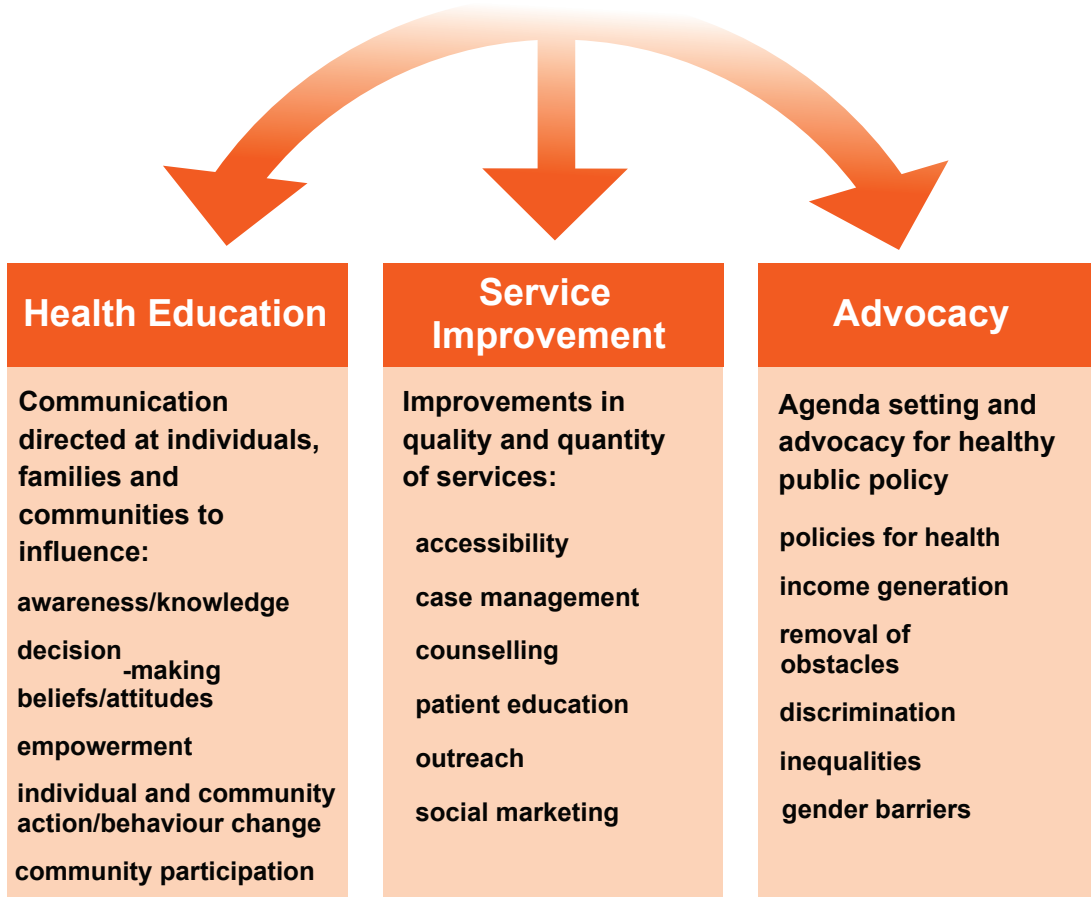 Health Education
Communication
directed at individuals,
families and
communities to
influence:
awareness/knowledge
decision
-making
beliefs/attitudes
empowerment
individual and community
action/behaviour change
community participation
Service
Improvement
Improvements in
quality and quantity
of services:
accessibility
case management
counselling
patient education
outreach
social marketing
Advocacy
Agenda setting and
advocacy for healthy
public policy
policies for health
income generation
removal of
obstacles
discrimination
inequalities
gender barriers